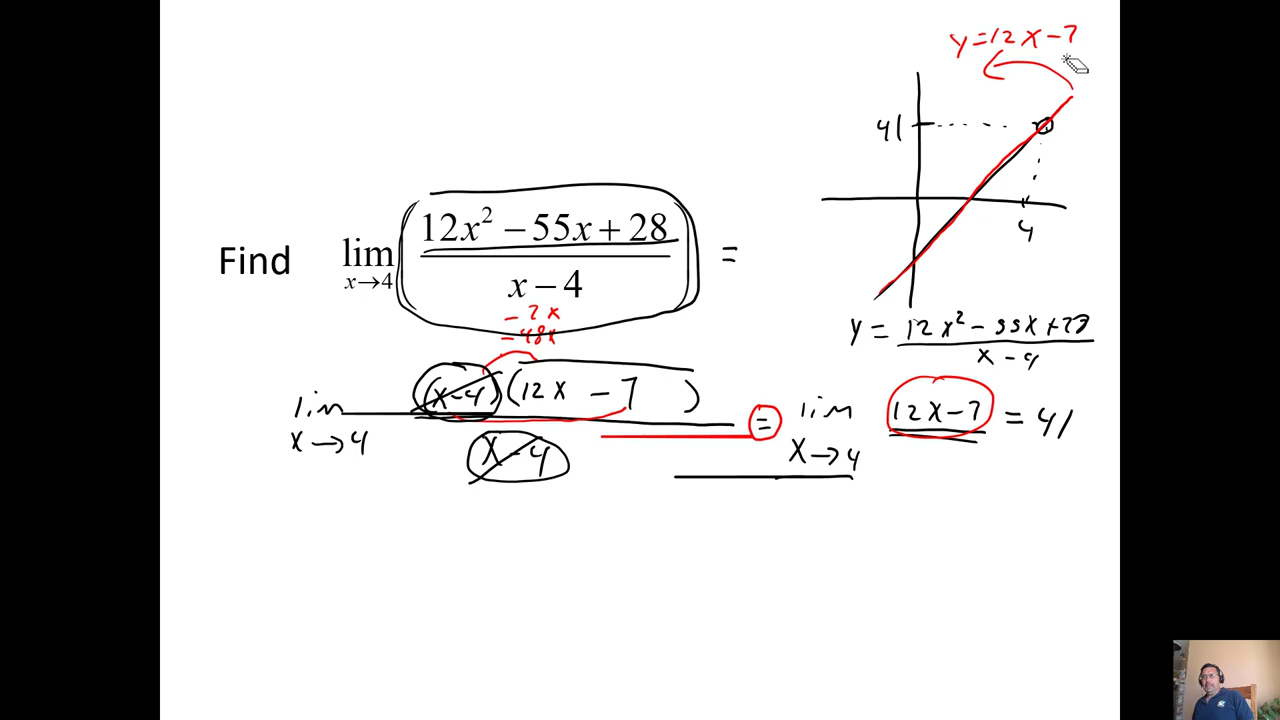 y=12x-7
41
4
Find lim x→4 (12x² - 55x + 28 / x - 4) =
-7x
-48x
y = 12x² - 55x + 28 / x - 4
lim x→4 (x-4)(12x - 7) / x-4 = lim x→4 12x-7 = 41